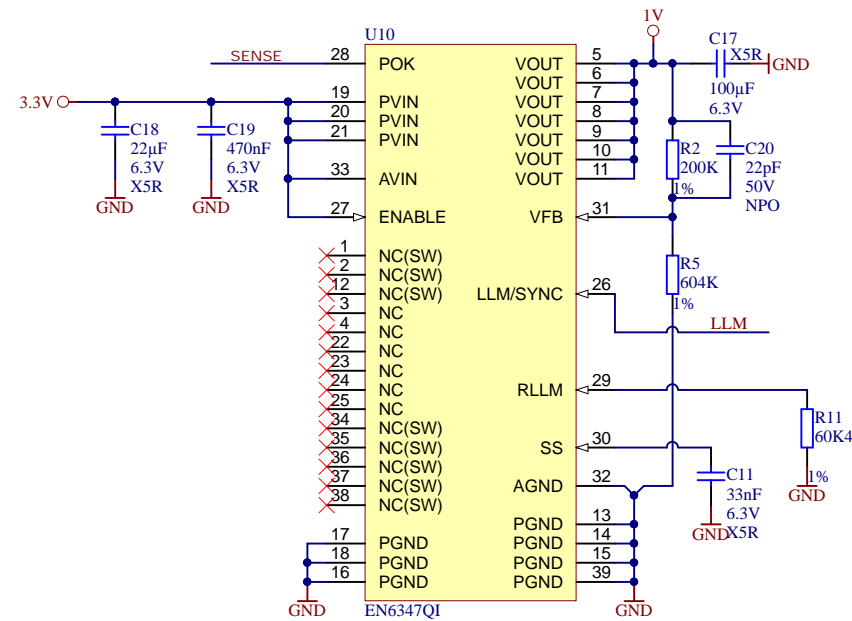 1V
U10
C17
X5R
GND
100µF
6.3V
SENSE
28
POK
VOUT
5
VOUT
6
3.3V
19
PVIN
VOUT
7
20
PVIN
VOUT
8
21
PVIN
VOUT
9
VOUT
10
33
AVIN
VOUT
11
C18
22µF
6.3V
X5R
GND
C19
470nF
6.3V
X5R
GND
R2
200K
1%
C20
22pF
50V
NPO
27
ENABLE
VFB
31
1
NC(SW)
2
NC(SW)
12
NC(SW)
LLM/SYNC
26
R5
604K
1%
LLM
3
NC
4
NC
22
NC
23
NC
24
NC
RLLM
29
25
NC
34
NC(SW)
35
NC(SW)
SS
30
36
NC(SW)
37
NC(SW)
AGND
32
38
NC(SW)
R11
60K4
1%
GND
C11
33nF
6.3V
X5R
GND
PGND
13
17
PGND
PGND
14
18
PGND
PGND
15
16
PGND
PGND
39
GND
EN6347QI
GND